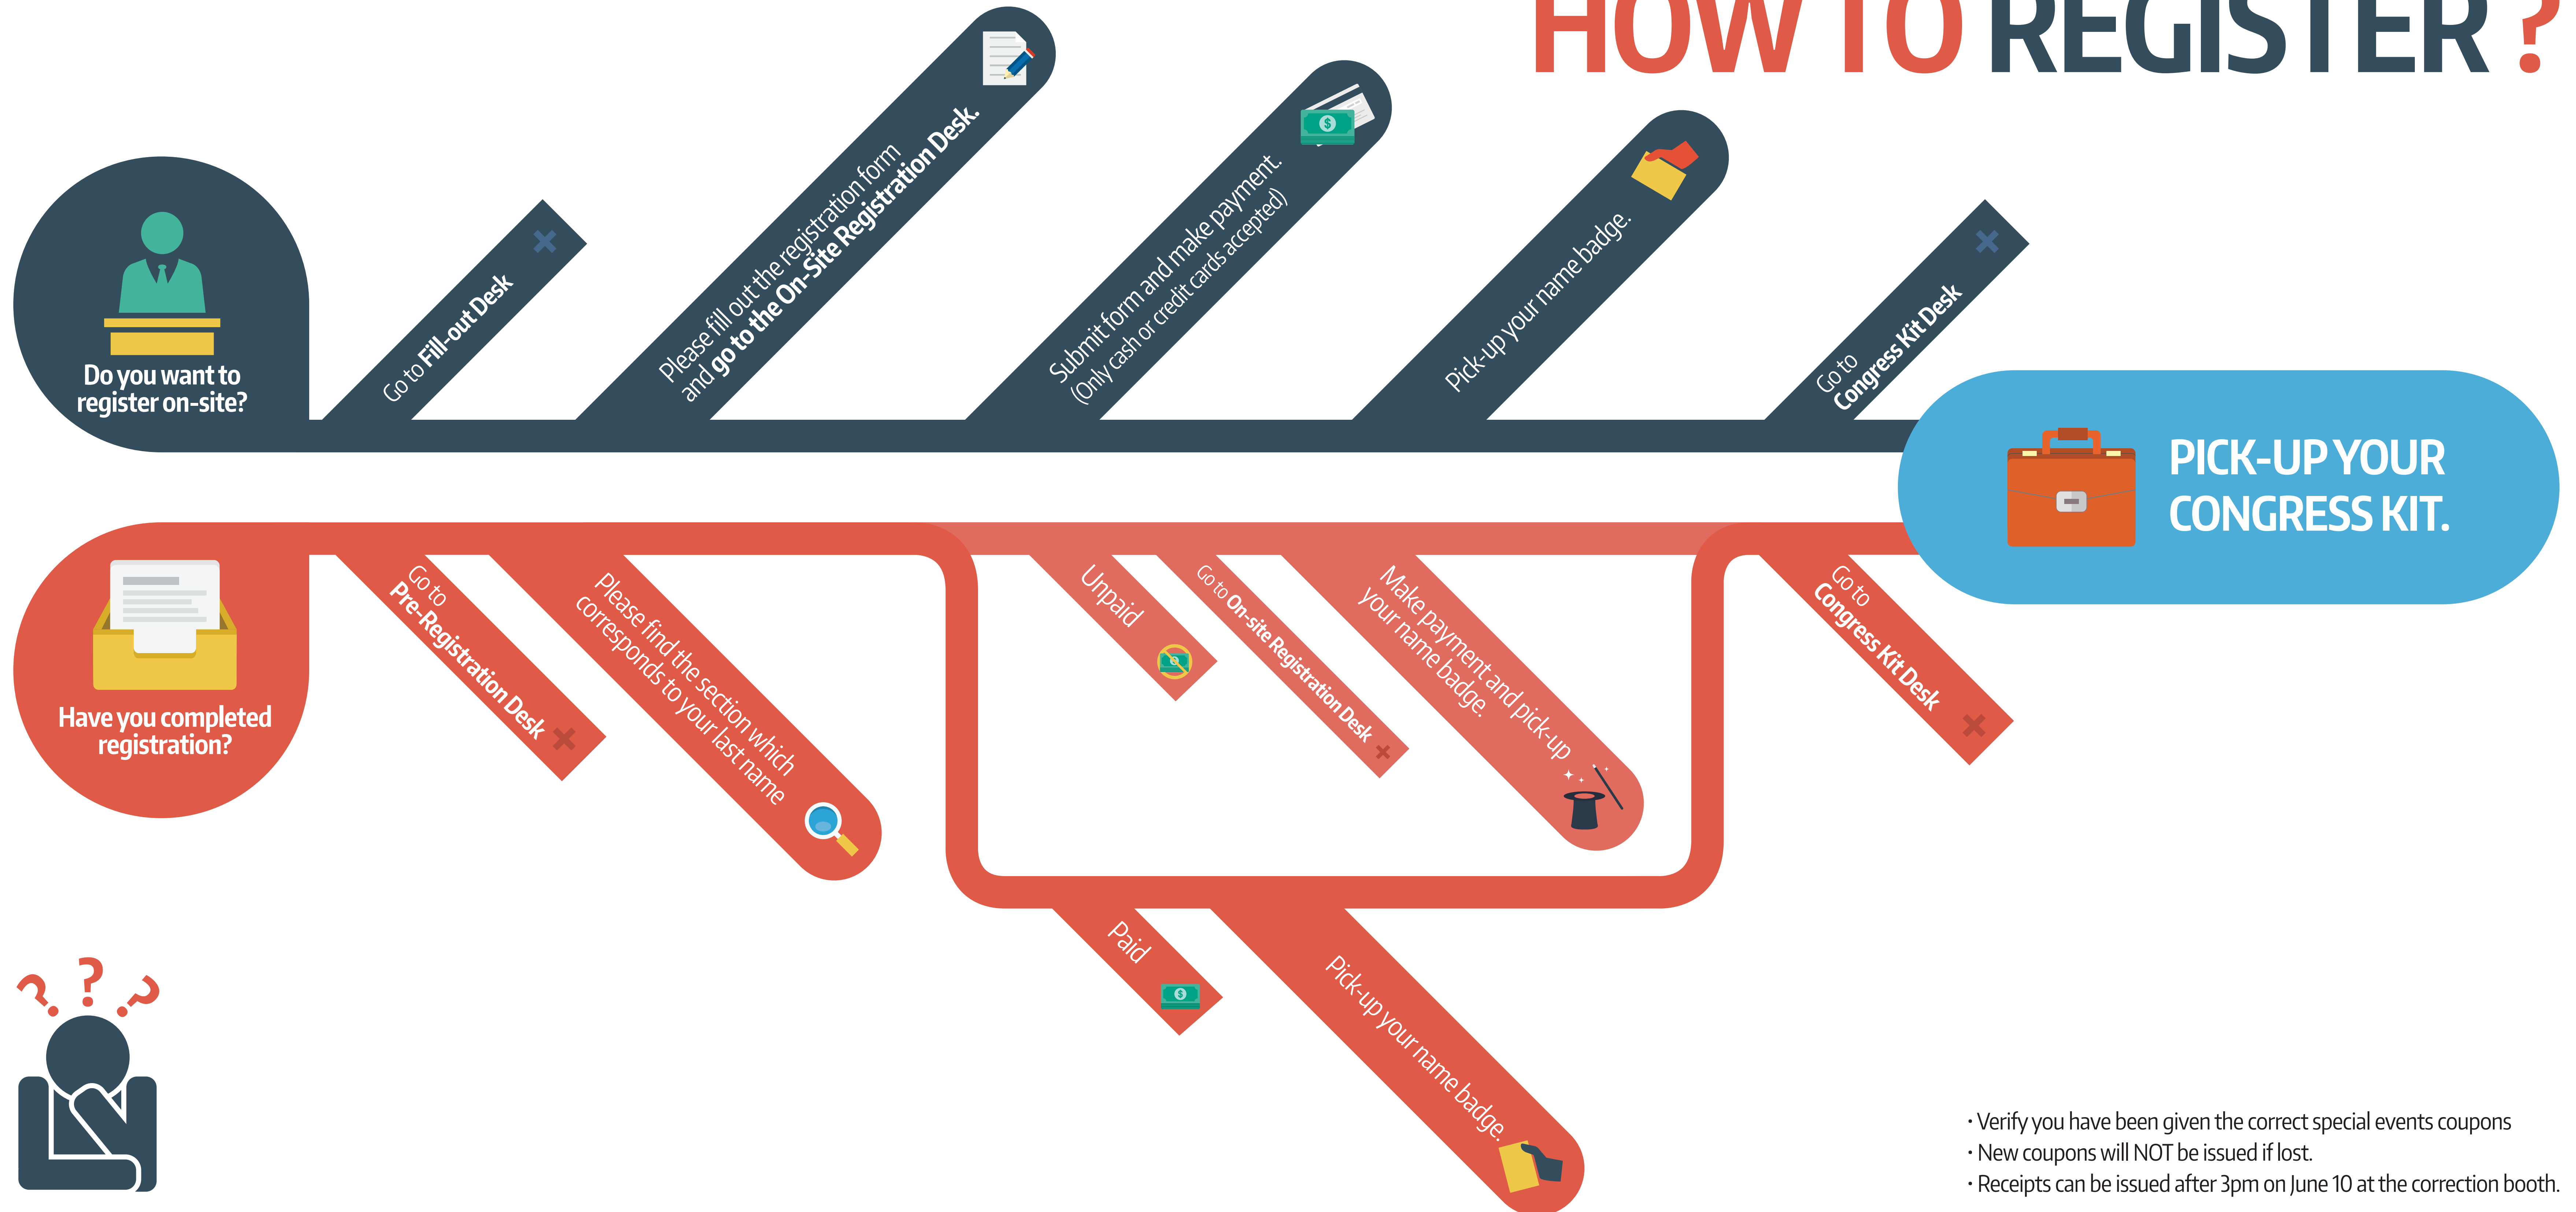 HOW TO REGISTER ?
Do you want to
register on-site?
Go to Fill-out Desk
Please fill out the registration form
and go to the On-Site Registration Desk.
Submit form and make payment.
(Only cash or credit cards accepted)
Pick-up your name badge.
Go to
Congress Kit Desk
PICK-UP YOUR
CONGRESS KIT.
Have you completed
registration?
Go to
Pre-Registration Desk
Please find the section which
corresponds to your last name
Unpaid
Go to On-site Registration Desk
Make payment and pick-up
your name badge.
Go to
Congress Kit Desk
Paid
Pick-up your name badge.
? ? ?
• Verify you have been given the correct special events coupons
• New coupons will NOT be issued if lost.
• Receipts can be issued after 3pm on June 10 at the correction booth.